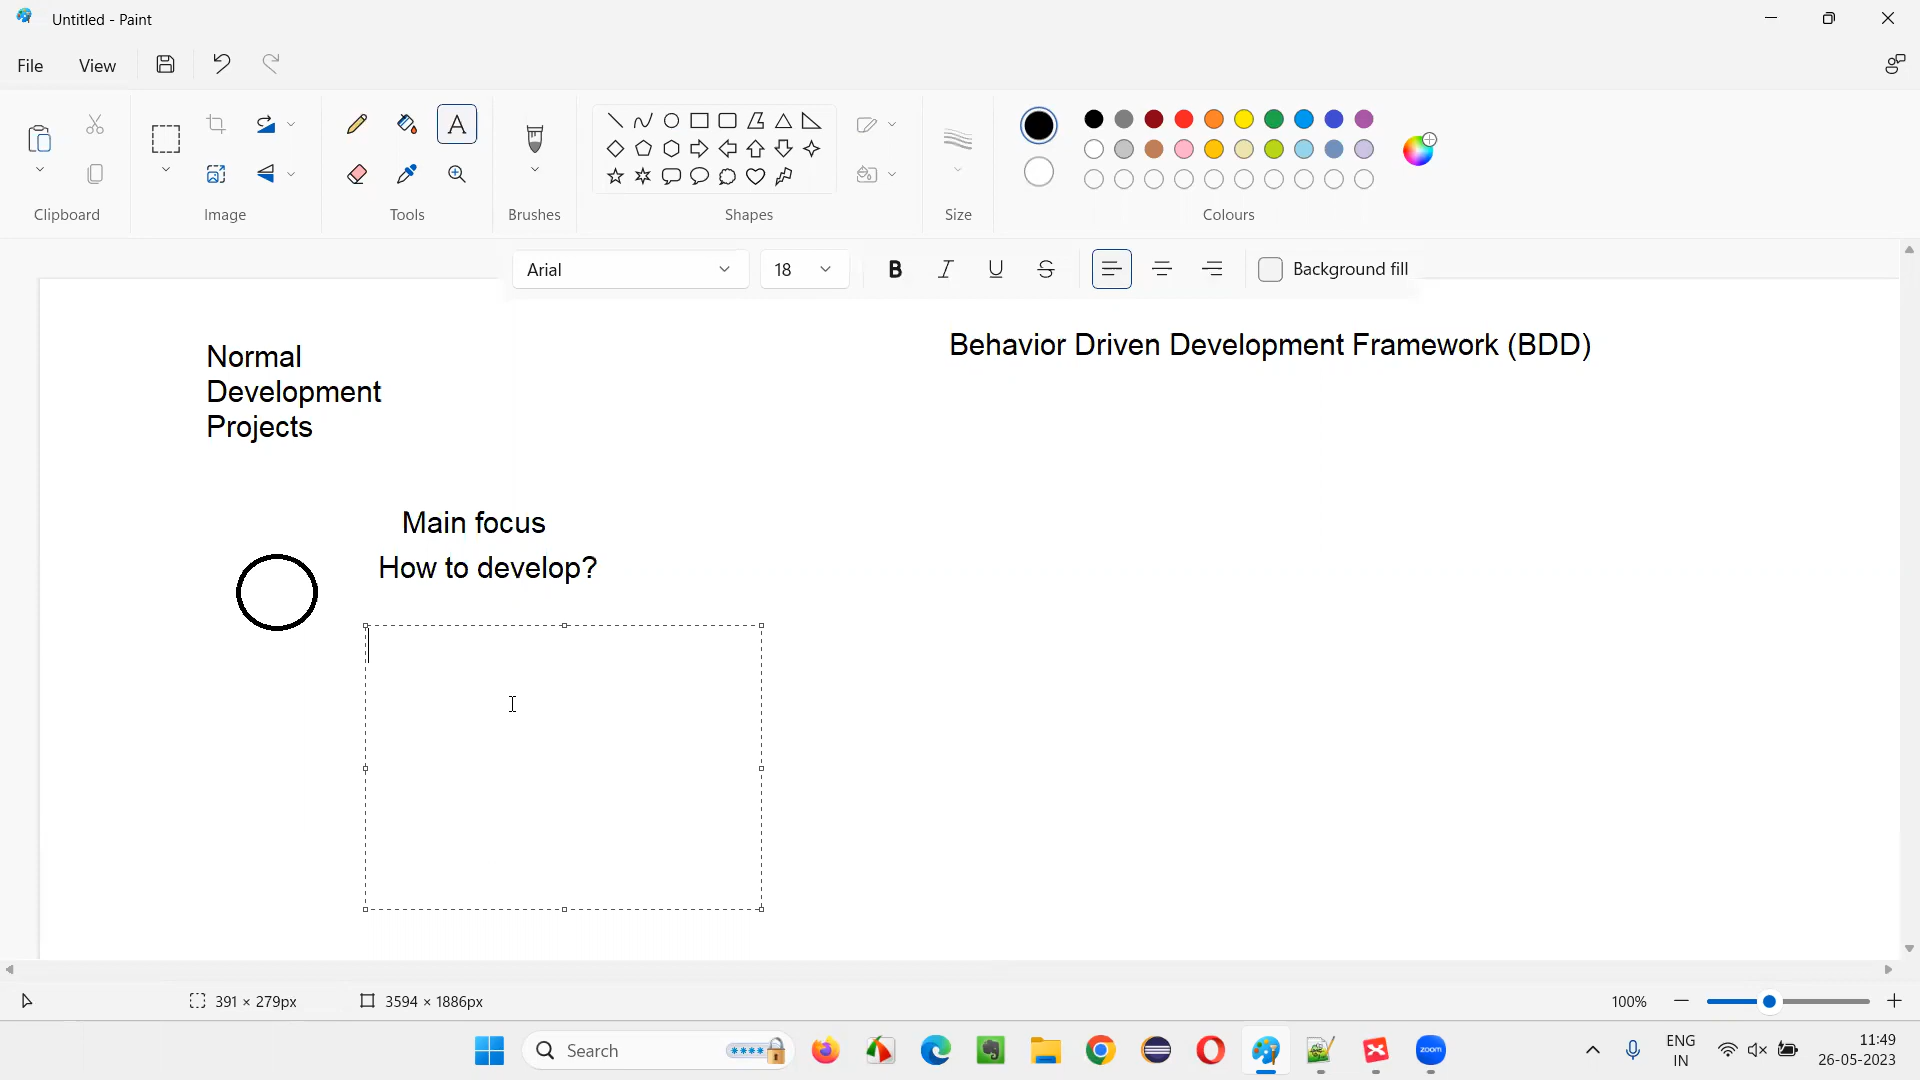 Untitled - Paint
File
View
Clipboard
Image
Tools
Brushes
Shapes
Size
Colours
Arial
18
B
I
U
S
Background fill
A
Normal
Development
Projects
Behavior Driven Development Framework (BDD)
Main focus
How to develop?
391 × 279px
3594 × 1886px
100%
Search
zoom
ENG
IN
11:49
26-05-2023